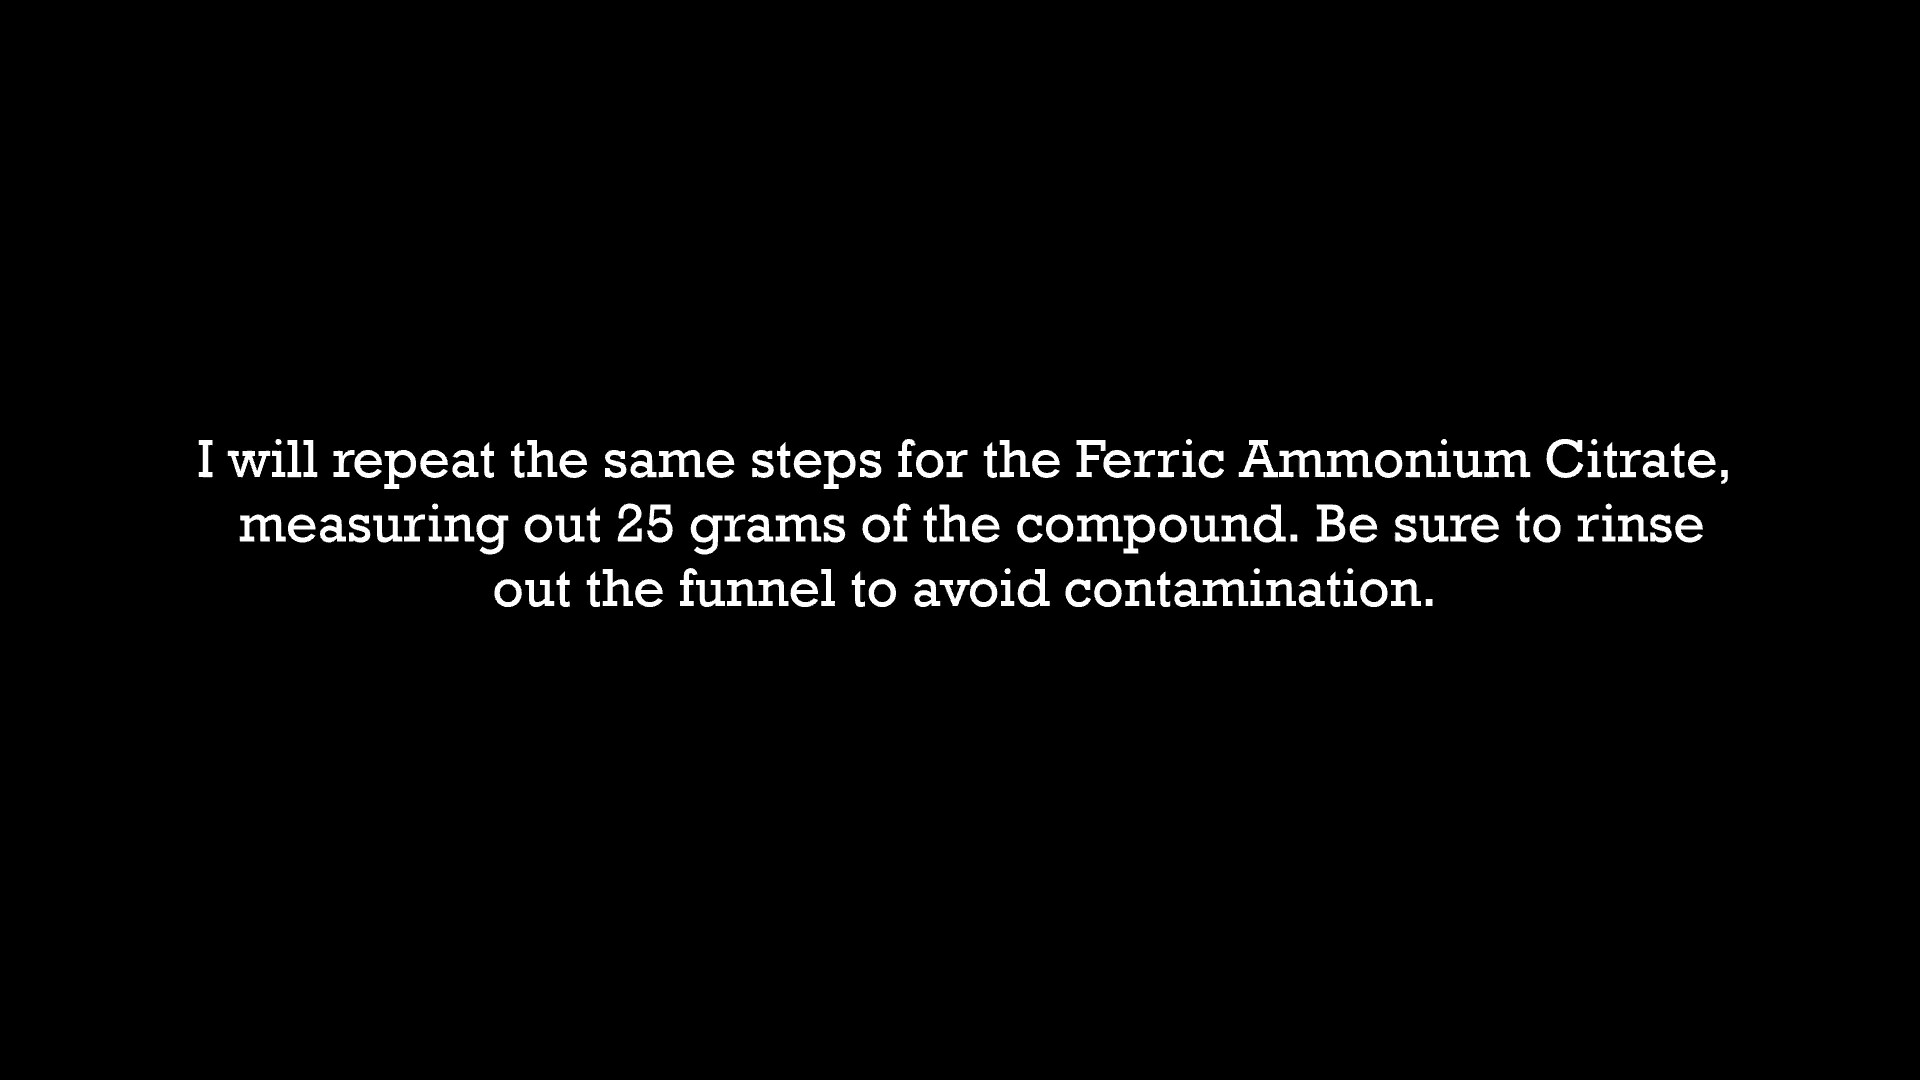 I will repeat the same steps for the Ferric Ammonium Citrate,
measuring out 25 grams of the compound. Be sure to rinse
out the funnel to avoid contamination.